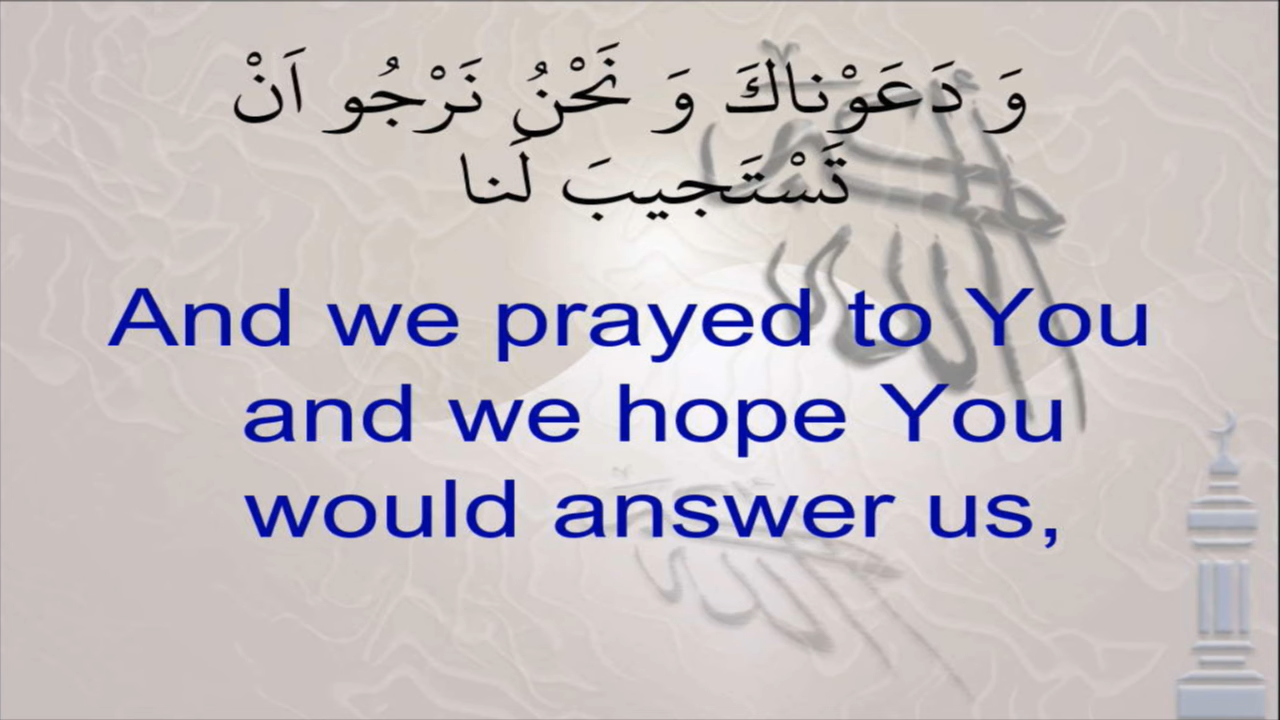 وَ دَعَوْناكَ وَ نَحْنُ نَرْجُو اَنْ
تَسْتَجيبَ لَنا
And we prayed to You
and we hope You
would answer us,